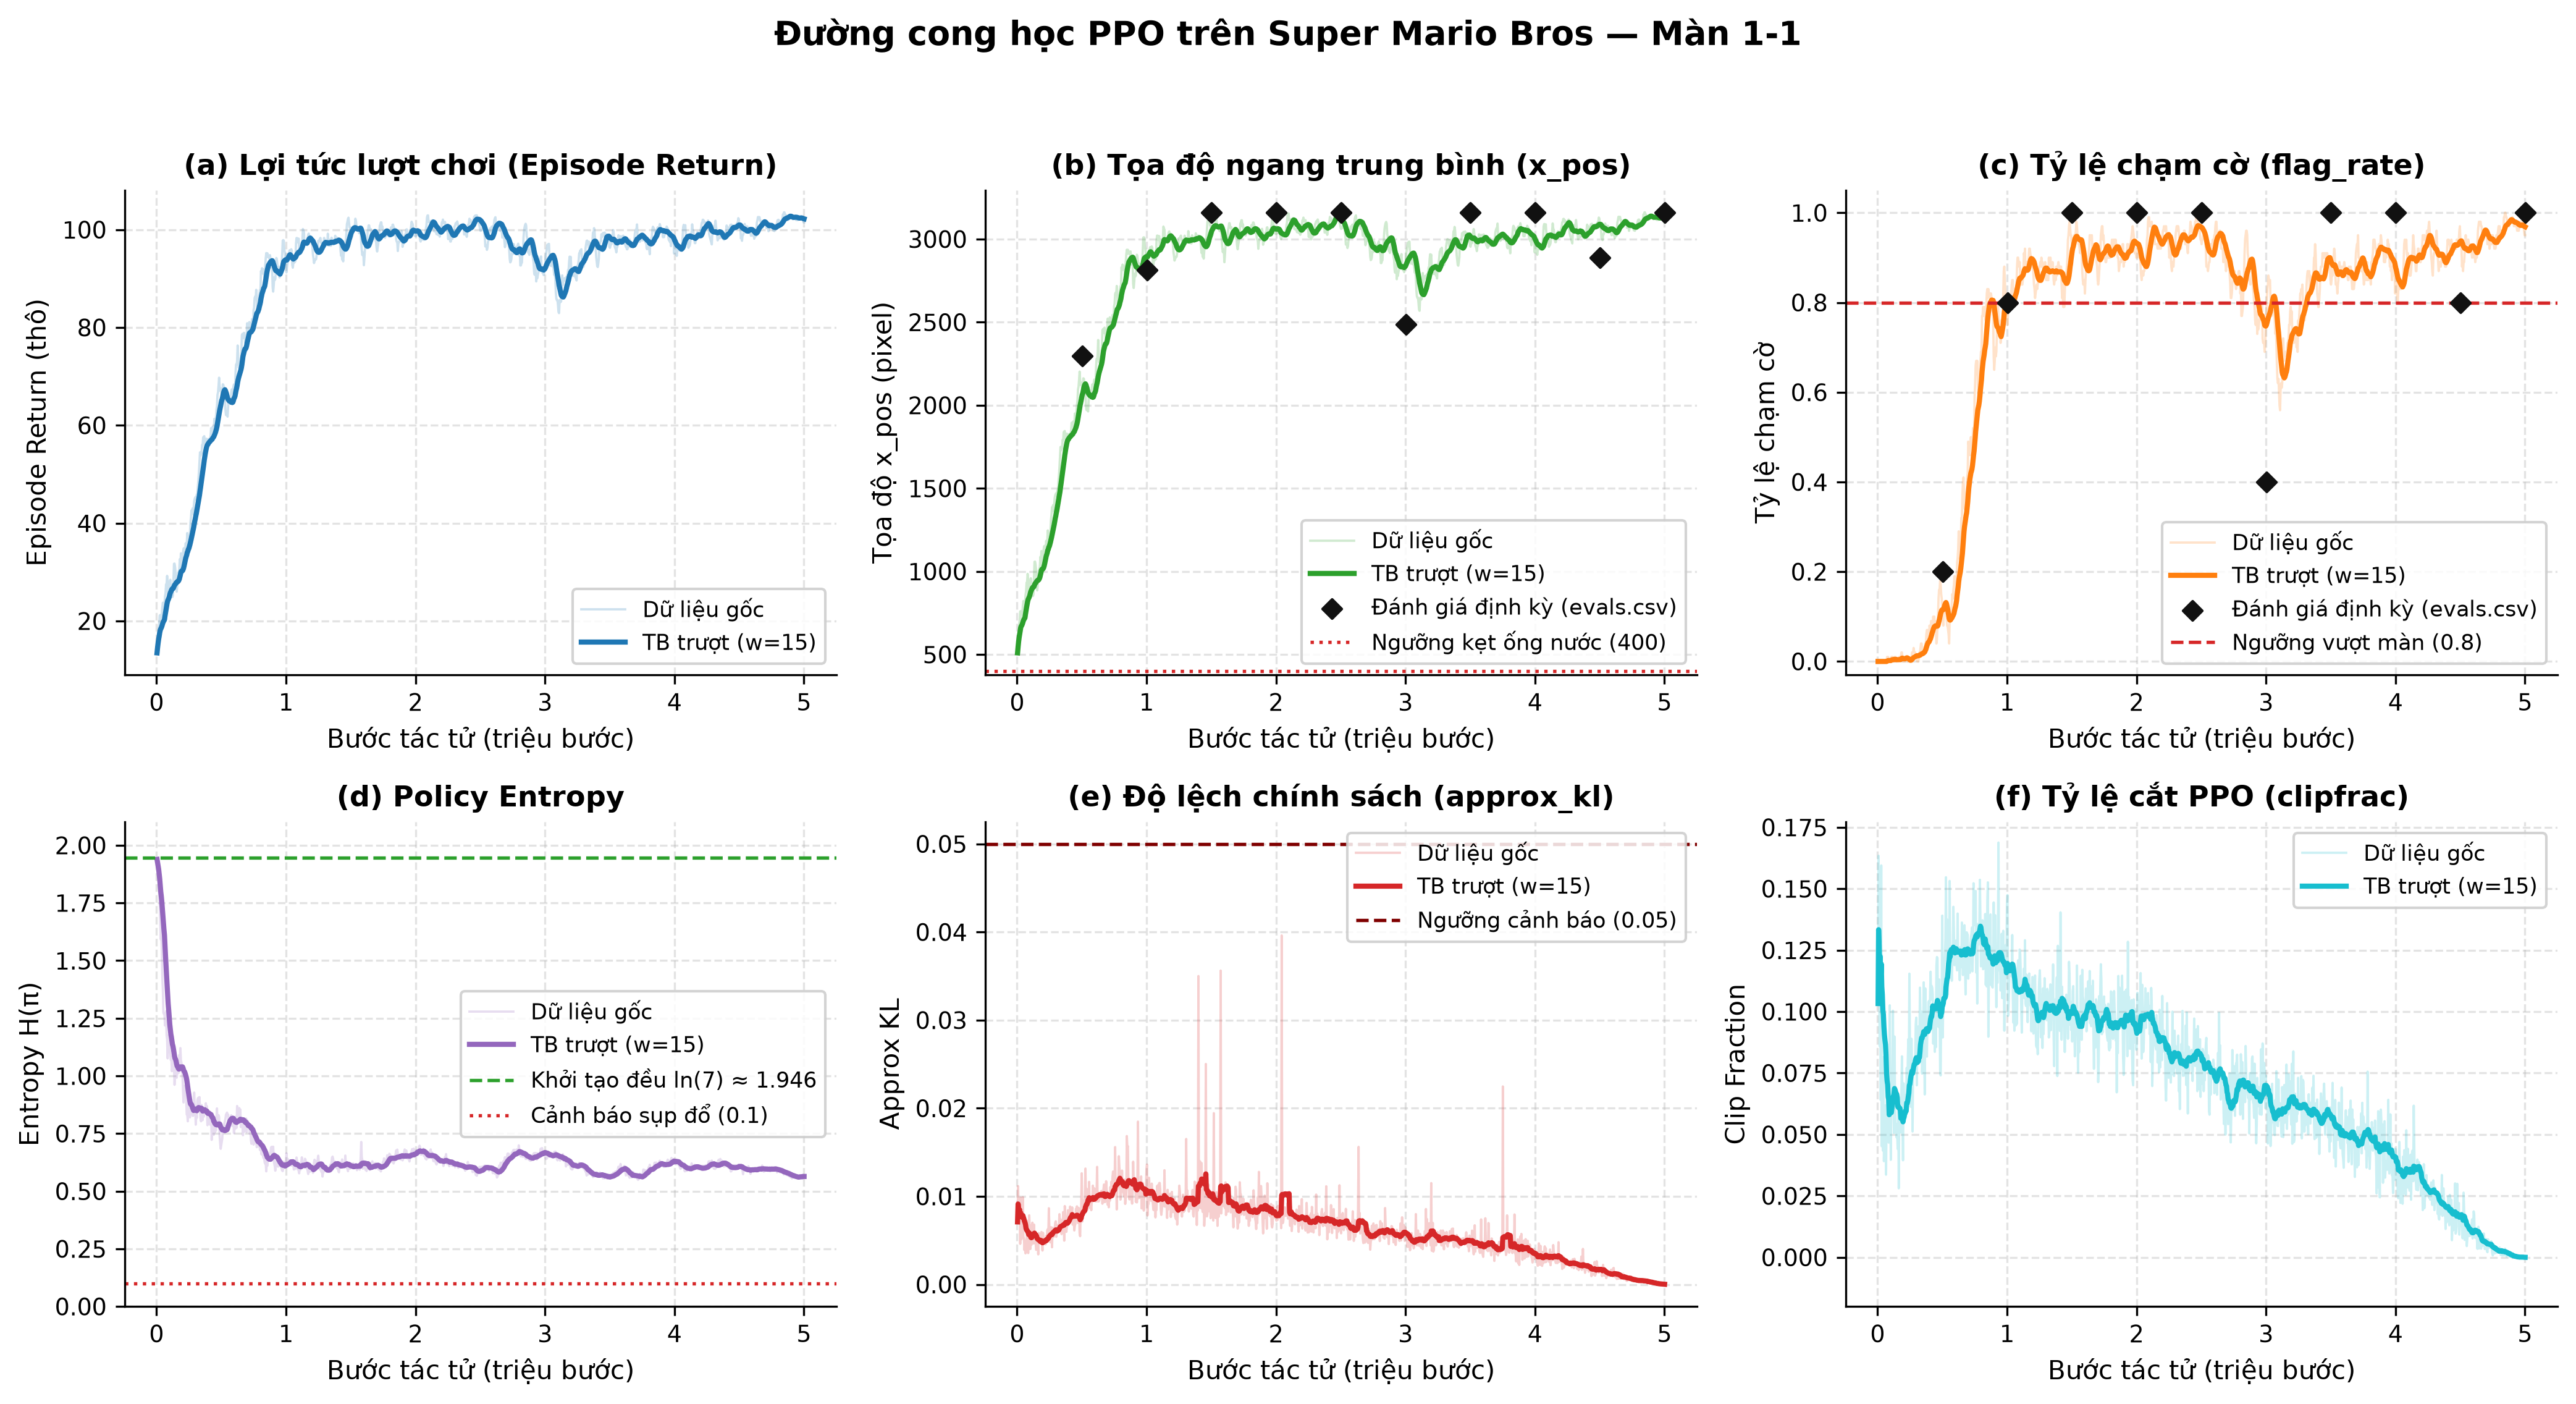 Đường cong học PPO trên Super Mario Bros — Màn 1-1
(a) Lợi tức lượt chơi (Episode Return)
Episode Return (thô)
100
80
60
40
20
Dữ liệu gốc
TB trượt (w=15)
0 1 2 3 4 5
Bước tác tử (triệu bước)
(b) Tọa độ ngang trung bình (x_pos)
Tọa độ x_pos (pixel)
3000
2500
2000
1500
1000
500
Dữ liệu gốc
TB trượt (w=15)
Đánh giá định kỳ (evals.csv)
Ngưỡng kẹt ống nước (400)
0 1 2 3 4 5
Bước tác tử (triệu bước)
(c) Tỷ lệ chạm cờ (flag_rate)
Tỷ lệ chạm cờ
1.0
0.8
0.6
0.4
0.2
0.0
Dữ liệu gốc
TB trượt (w=15)
Đánh giá định kỳ (evals.csv)
Ngưỡng vượt màn (0.8)
0 1 2 3 4 5
Bước tác tử (triệu bước)
(d) Policy Entropy
Entropy H(π)
2.00
1.75
1.50
1.25
1.00
0.75
0.50
0.25
0.00
Dữ liệu gốc
TB trượt (w=15)
Khởi tạo đều ln(7) ≈ 1.946
Cảnh báo sụp đổ (0.1)
0 1 2 3 4 5
Bước tác tử (triệu bước)
(e) Độ lệch chính sách (approx_kl)
Approx KL
0.05
0.04
0.03
0.02
0.01
0.00
Dữ liệu gốc
TB trượt (w=15)
Ngưỡng cảnh báo (0.05)
0 1 2 3 4 5
Bước tác tử (triệu bước)
(f) Tỷ lệ cắt PPO (clipfrac)
Clip Fraction
0.175
0.150
0.125
0.100
0.075
0.050
0.025
0.000
Dữ liệu gốc
TB trượt (w=15)
0 1 2 3 4 5
Bước tác tử (triệu bước)